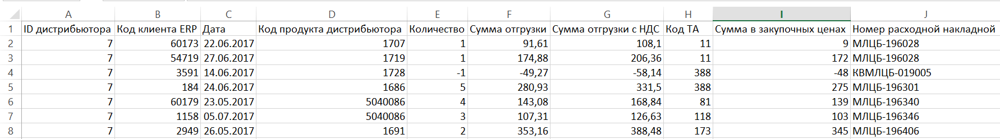 A B C D E F G H I J
1 ID дистрибьютора Код клиента ERP Дата Код продукта дистрибьютора Количество Сумма отгрузки Сумма отгрузки с НДС Код ТА Сумма в закупочных ценах Номер расходной накладной
2 7 60173 22.06.2017 1707 1 91,61 108,1 11 9 МЛЦБ-196028
3 7 54719 27.06.2017 1719 1 174,88 206,36 11 172 МЛЦБ-196028
4 7 3591 14.06.2017 1728 -1 -49,27 -58,14 388 -48 КВМЛЦБ-019005
5 7 184 24.06.2017 1686 5 280,93 331,5 388 275 МЛЦБ-196301
6 7 60179 23.05.2017 5040086 4 143,08 168,84 81 139 МЛЦБ-196340
7 7 1158 05.07.2017 5040086 3 107,31 126,63 118 103 МЛЦБ-196346
8 7 2949 26.05.2017 1691 2 353,16 388,48 173 345 МЛЦБ-196406